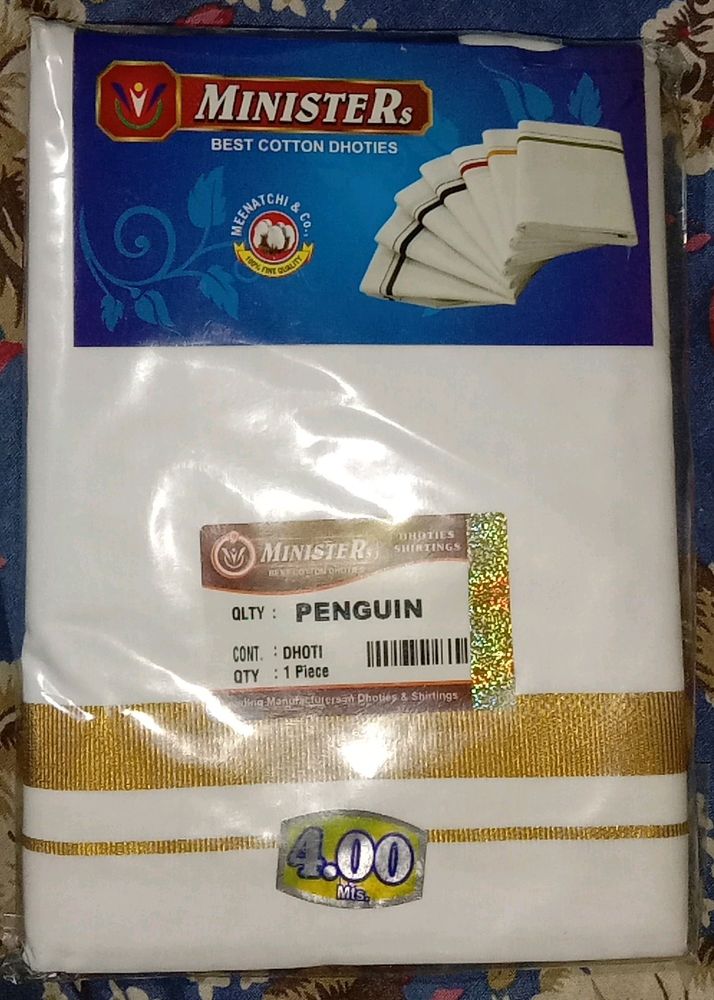 MINISTERS
BEST COTTON DHOTIES
MEENATCHI & Co.,
100% FINE QUALITY
MINISTERS
BEST COTTON DHOTIES
DHOTIES
SHIRTINGS
QLTY : PENGUIN
CONT. : DHOTI
QTY : 1 Piece
Manufacturers Dhoties & Shirtings
4.00
Mts.